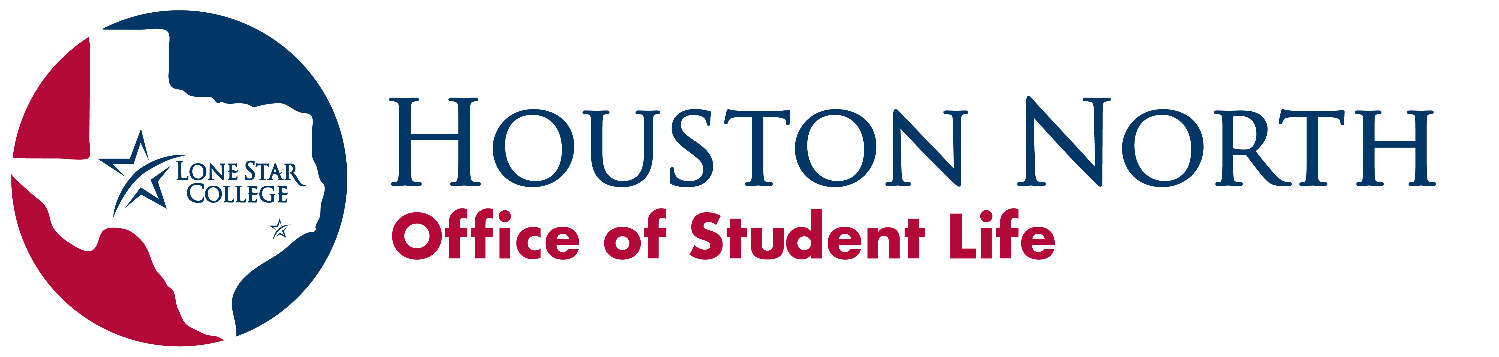 LONE STAR
COLLEGE
HOUSTON NORTH
Office of Student Life